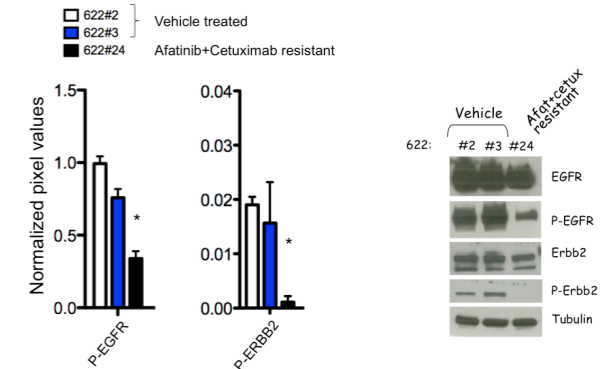 622#2
622#3
Vehicle treated
622#24
Afatinib+Cetuximab resistant
Normalized pixel values
1.5
1.0
0.5
0.0
*
P-EGFR
0.04
0.03
0.02
0.01
0.00
*
P-ERBB2
Vehicle
Afat+cetux
resistant
622: #2 #3 #24
EGFR
P-EGFR
Erbb2
P-Erbb2
Tubulin